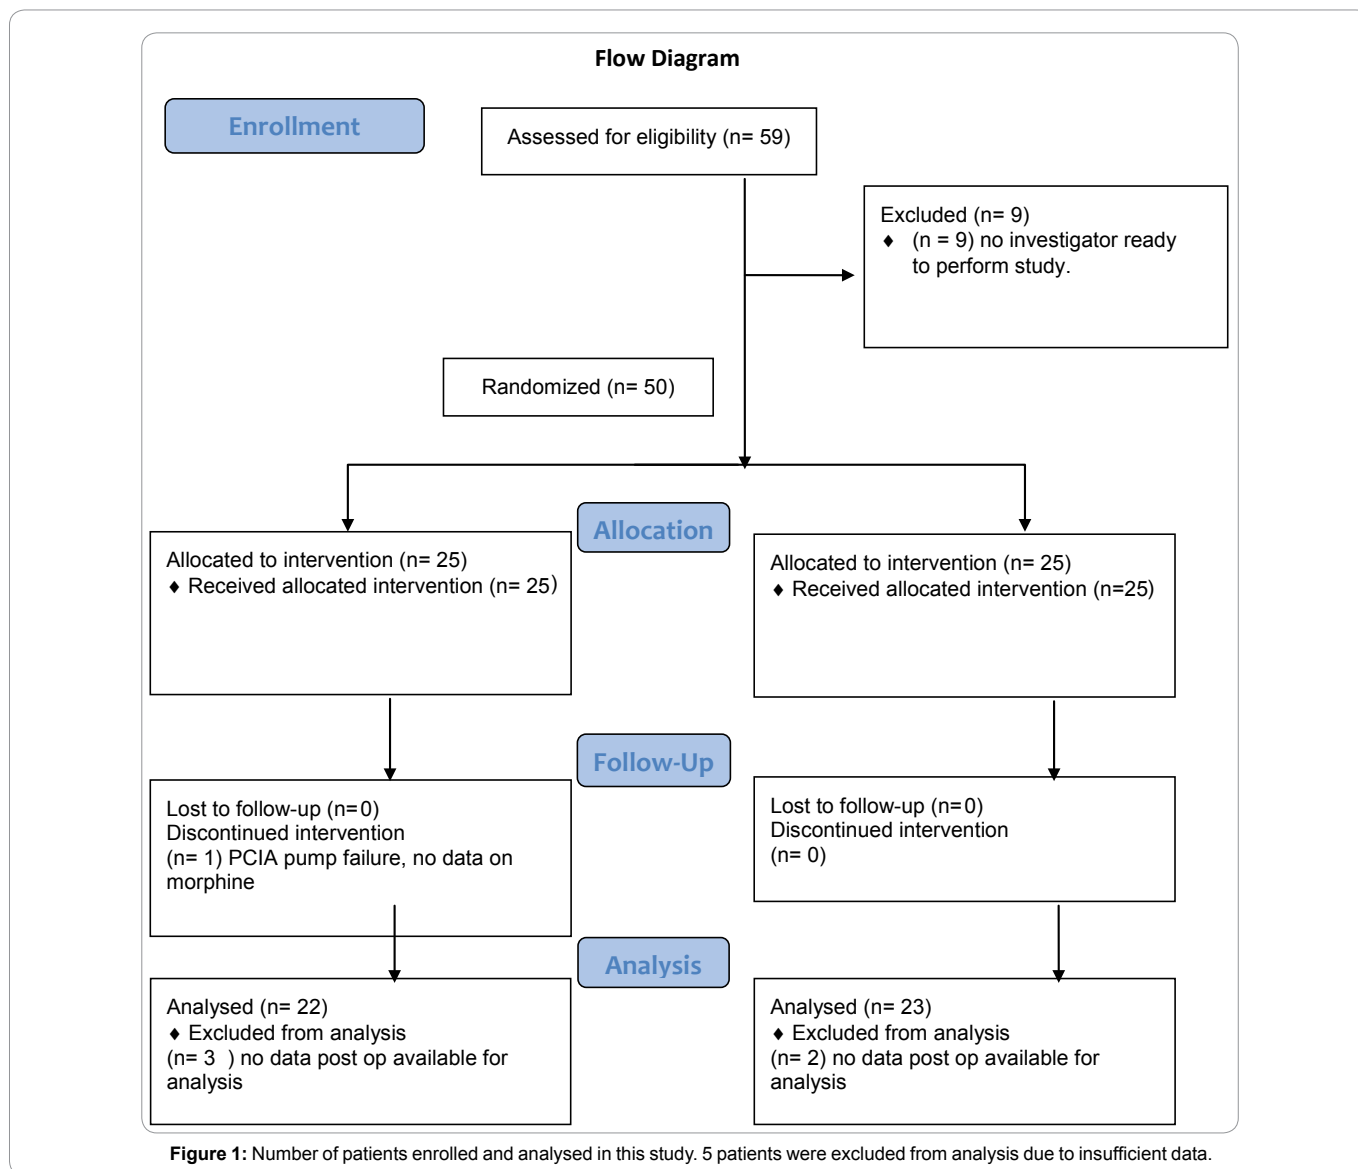 Flow Diagram
Enrollment
Assessed for eligibility (n= 59)
Excluded (n= 9)
♦ (n = 9) no investigator ready
to perform study.
Randomized (n= 50)
Allocation
Allocated to intervention (n= 25)
♦ Received allocated intervention (n= 25)
Allocated to intervention (n= 25)
♦ Received allocated intervention (n=25)
Follow-Up
Lost to follow-up (n=0)
Discontinued intervention
(n= 1) PCIA pump failure, no data on
morphine
Lost to follow-up (n=0)
Discontinued intervention
(n= 0)
Analysis
Analysed (n= 22)
♦ Excluded from analysis
(n= 3 ) no data post op available for
analysis
Analysed (n= 23)
♦ Excluded from analysis
(n= 2) no data post op available for
analysis
Figure 1: Number of patients enrolled and analysed in this study. 5 patients were excluded from analysis due to insufficient data.